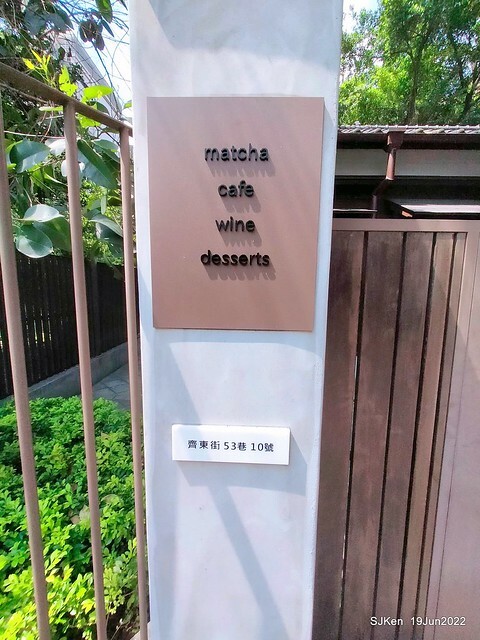 matcha
cafe
wine
desserts
齊東街 53巷 10號
SJKen 19Jun2022